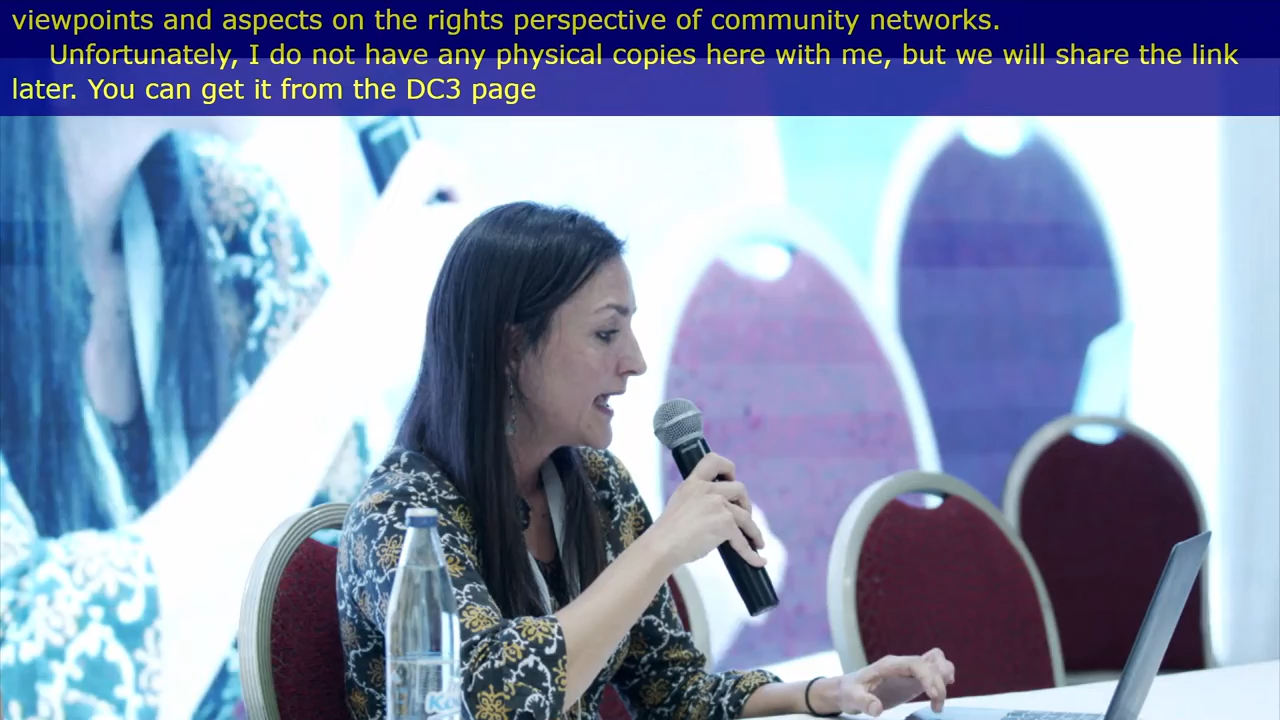 viewpoints and aspects on the rights perspective of community networks.
Unfortunately, I do not have any physical copies here with me, but we will share the link
later. You can get it from the DC3 page